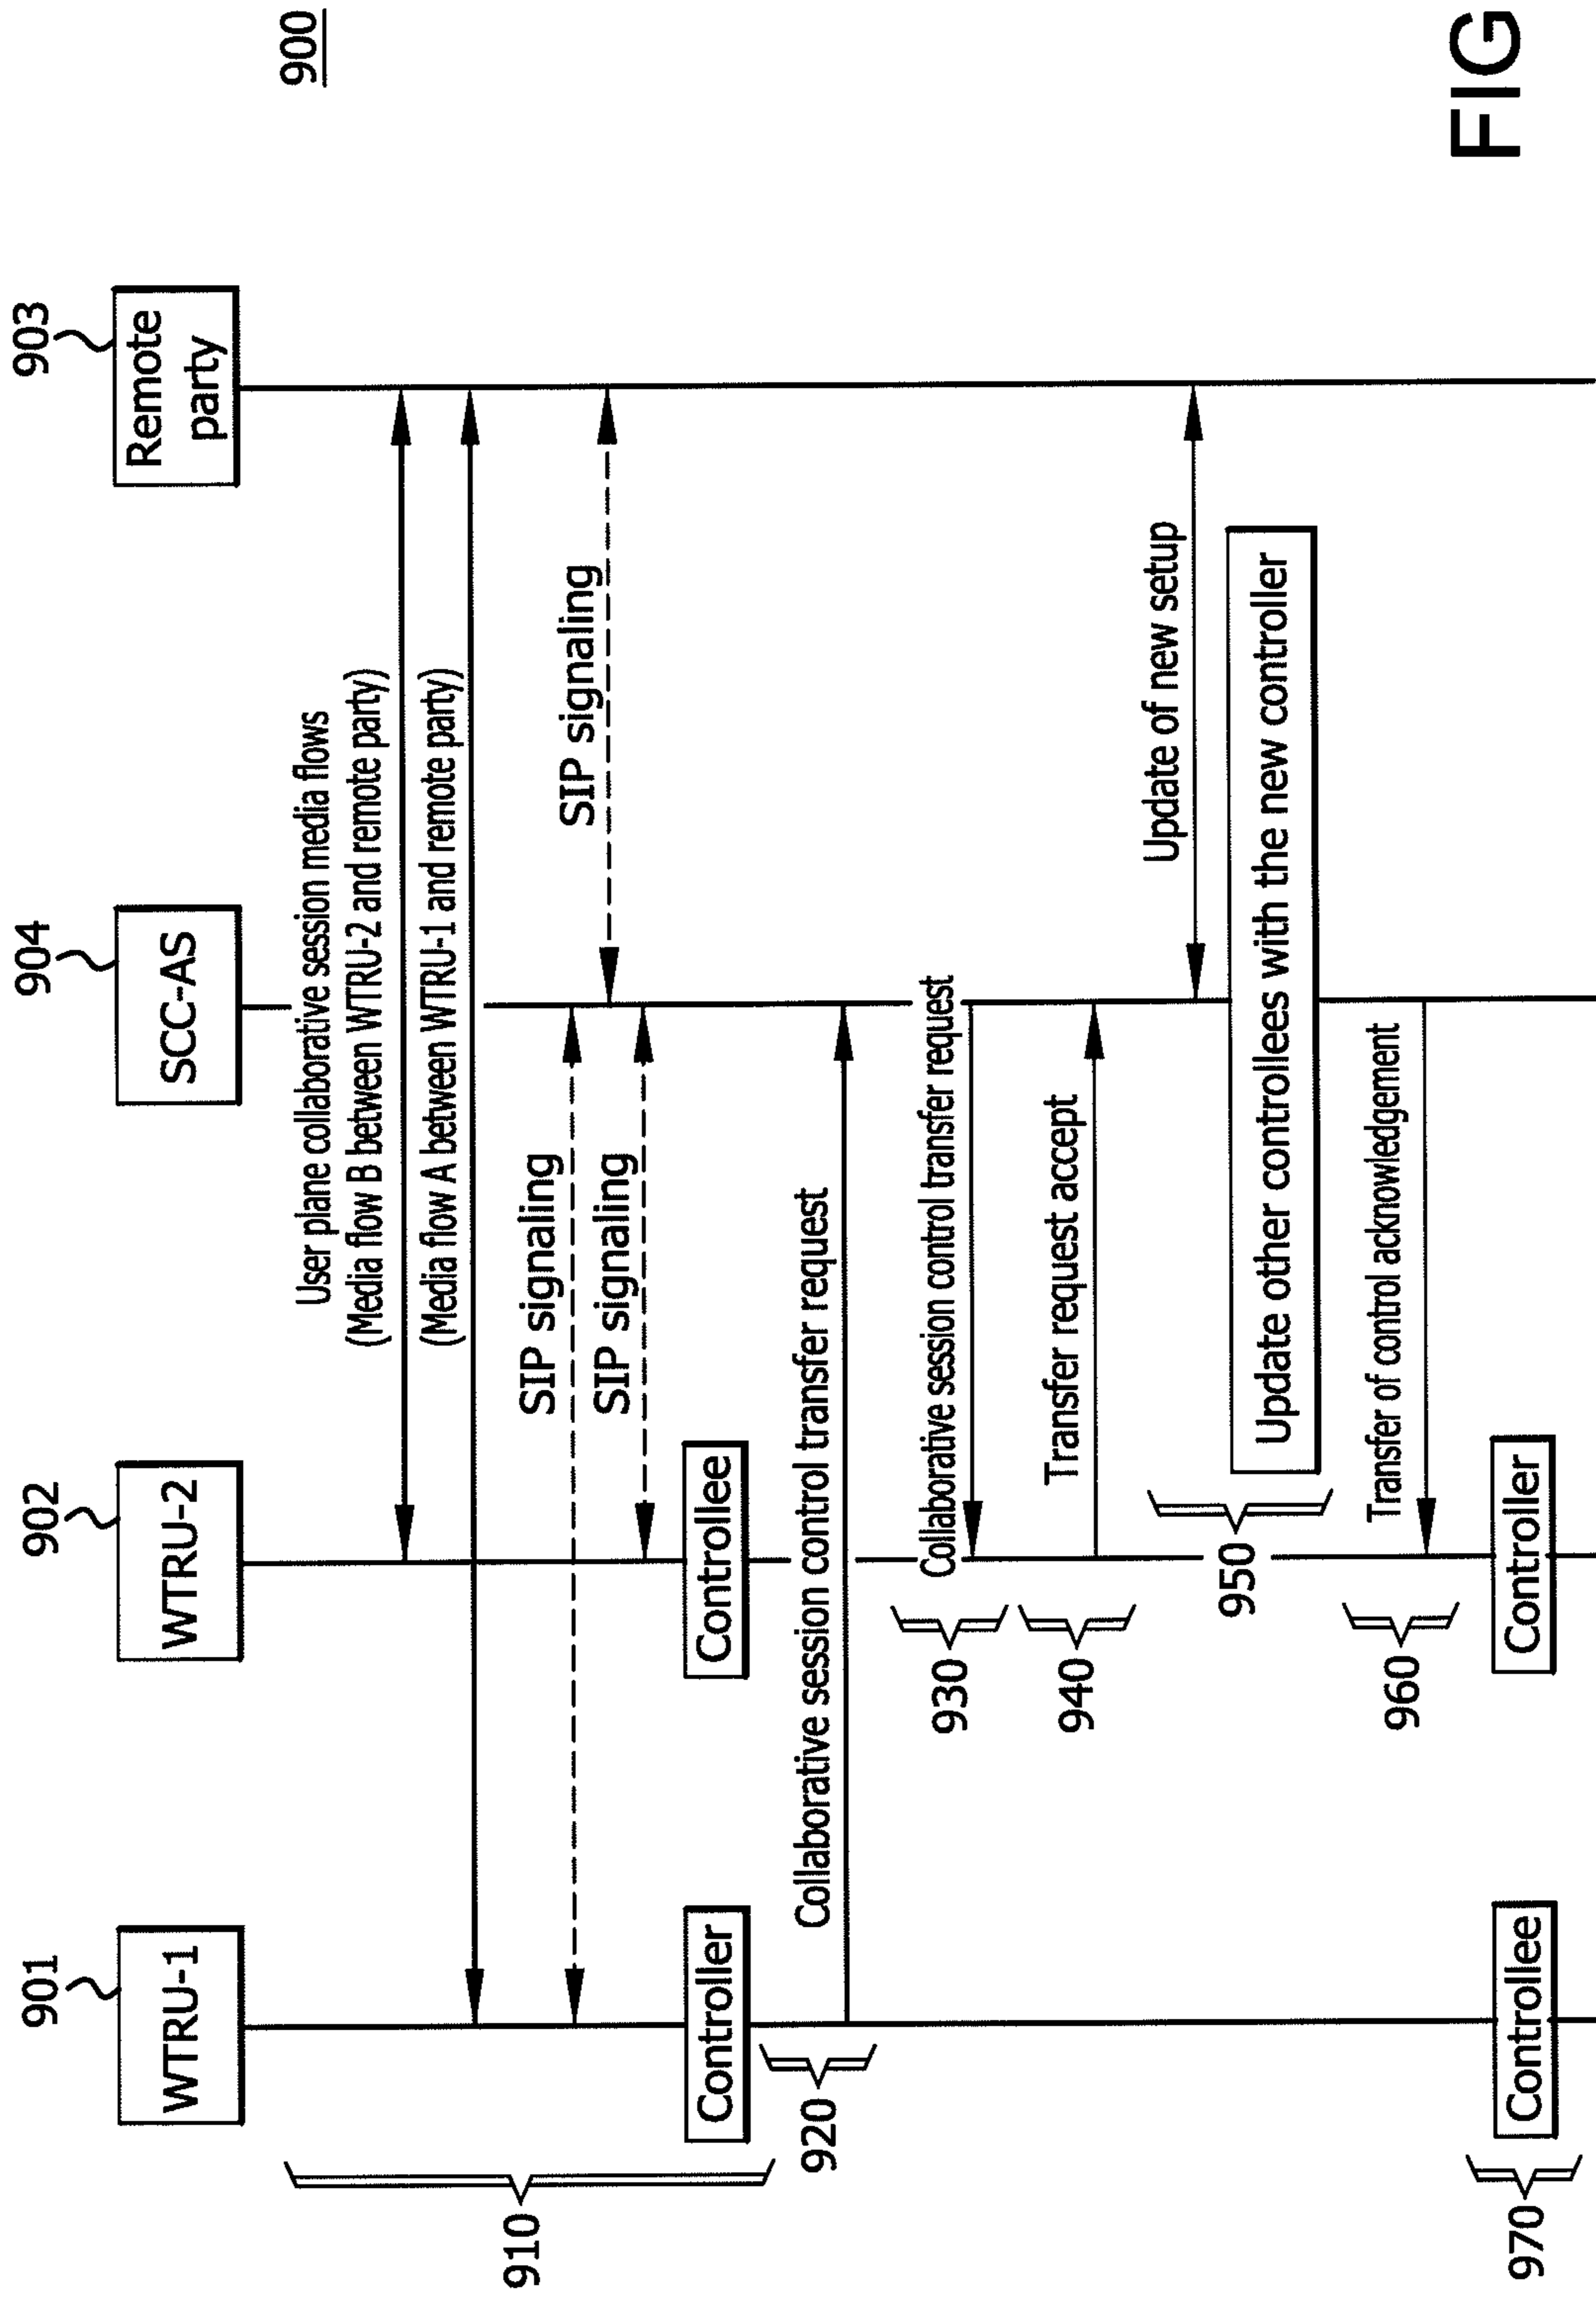 900
901
902
904
903
WTRU-1
WTRU-2
SCC-AS
Remote
party
User plane collaborative session media flows
(Media flow B between WTRU-2 and remote party)
(Media flow A between WTRU-1 and remote party)
910
SIP signaling
SIP signaling
SIP signaling
Controller
Controllee
920
Collaborative session control transfer request
930
Collaborative session control transfer request
940
Transfer request accept
950
Update of new setup
Update other controllees with the new controller
960
Transfer of control acknowledgement
970
Controllee
Controller
FIG